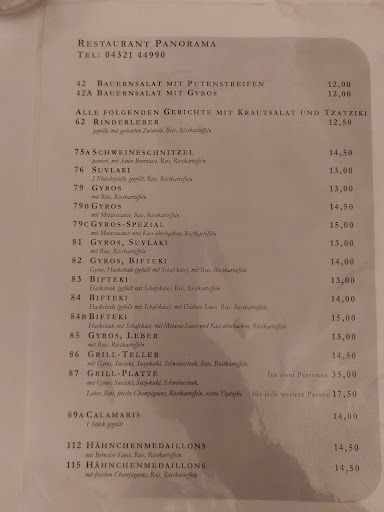 RESTAURANT PANORAMA
TEL: 04321 44990
42 BAUERNSALAT MIT PUTENSTREIFEN 12,00
42A BAUERNSALAT MIT GYROS 12,00
ALLE FOLGENDEN GERICHTE MIT KRAUTSALAT UND TZATZIKI
62 RINDERLEBER 12,50
gegrillt, mit gerösteten Zwiebeln, Reis, Röstkartoffeln
75A SCHWEINESCHNITZEL 14,50
paniert, mit Sauce Bearnais, Reis, Röstkartoffeln
76 SUVLAKI 13,00
2 Fleischspieße, gegrillt, Reis, Röstkartoffeln
79 GYROS 13,00
mit Reis, Röstkartoffeln
79B GYROS 14,50
mit Metaxasauce, Reis, Röstkartoffeln
79C GYROS-SPEZIAL 15,00
mit Metaxasauce und Käse überbacken, Röstkartoffeln
81 GYROS, SUVLAKI 13,00
mit Reis, Röstkartoffeln
82 GYROS, BIFTEKI 14,00
Gyros, Hacksteak (gefüllt mit Schafskäse), mit Reis, Röstkartoffeln
83 BIFTEKI 13,00
Hacksteak (gefüllt mit Schafskäse), mit Reis, Röstkartoffeln
84 BIFTEKI 14,00
Hacksteak (gefüllt mit Schafskäse), mit Diabolo-Sauce, Reis, Röstkartoffeln
84B BIFTEKI 15,00
Hacksteak mit Schafskäse, mit Metaxa-Sauce und Käse überbacken, Röstkartoffeln
85 GYROS, LEBER 13,00
mit Reis, Röstkartoffeln
86 GRILL-TELLER 14,50
mit Gyros, Suvlaki, Suzukaki, Schweinesteak, Reis, Röstkartoffeln
87 GRILL-PLATTE für zwei Personen 35,00
mit Gyros, Suvlaki, Suzukaki, Schweinesteak,
Leber, Reis, frische Champignons, Röstkartoffeln, extra für jede weitere Person 17,50
89A CALAMARIS 14,00
1 Stück gegrillt
112 HÄHNCHENMEDAILLONS 14,50
mit Bernaise-Sauce, Reis, Röstkartoffeln
115 HÄHNCHENMEDAILLONS 14,50
mit frischen Champignons, Reis, Röstkartoffeln